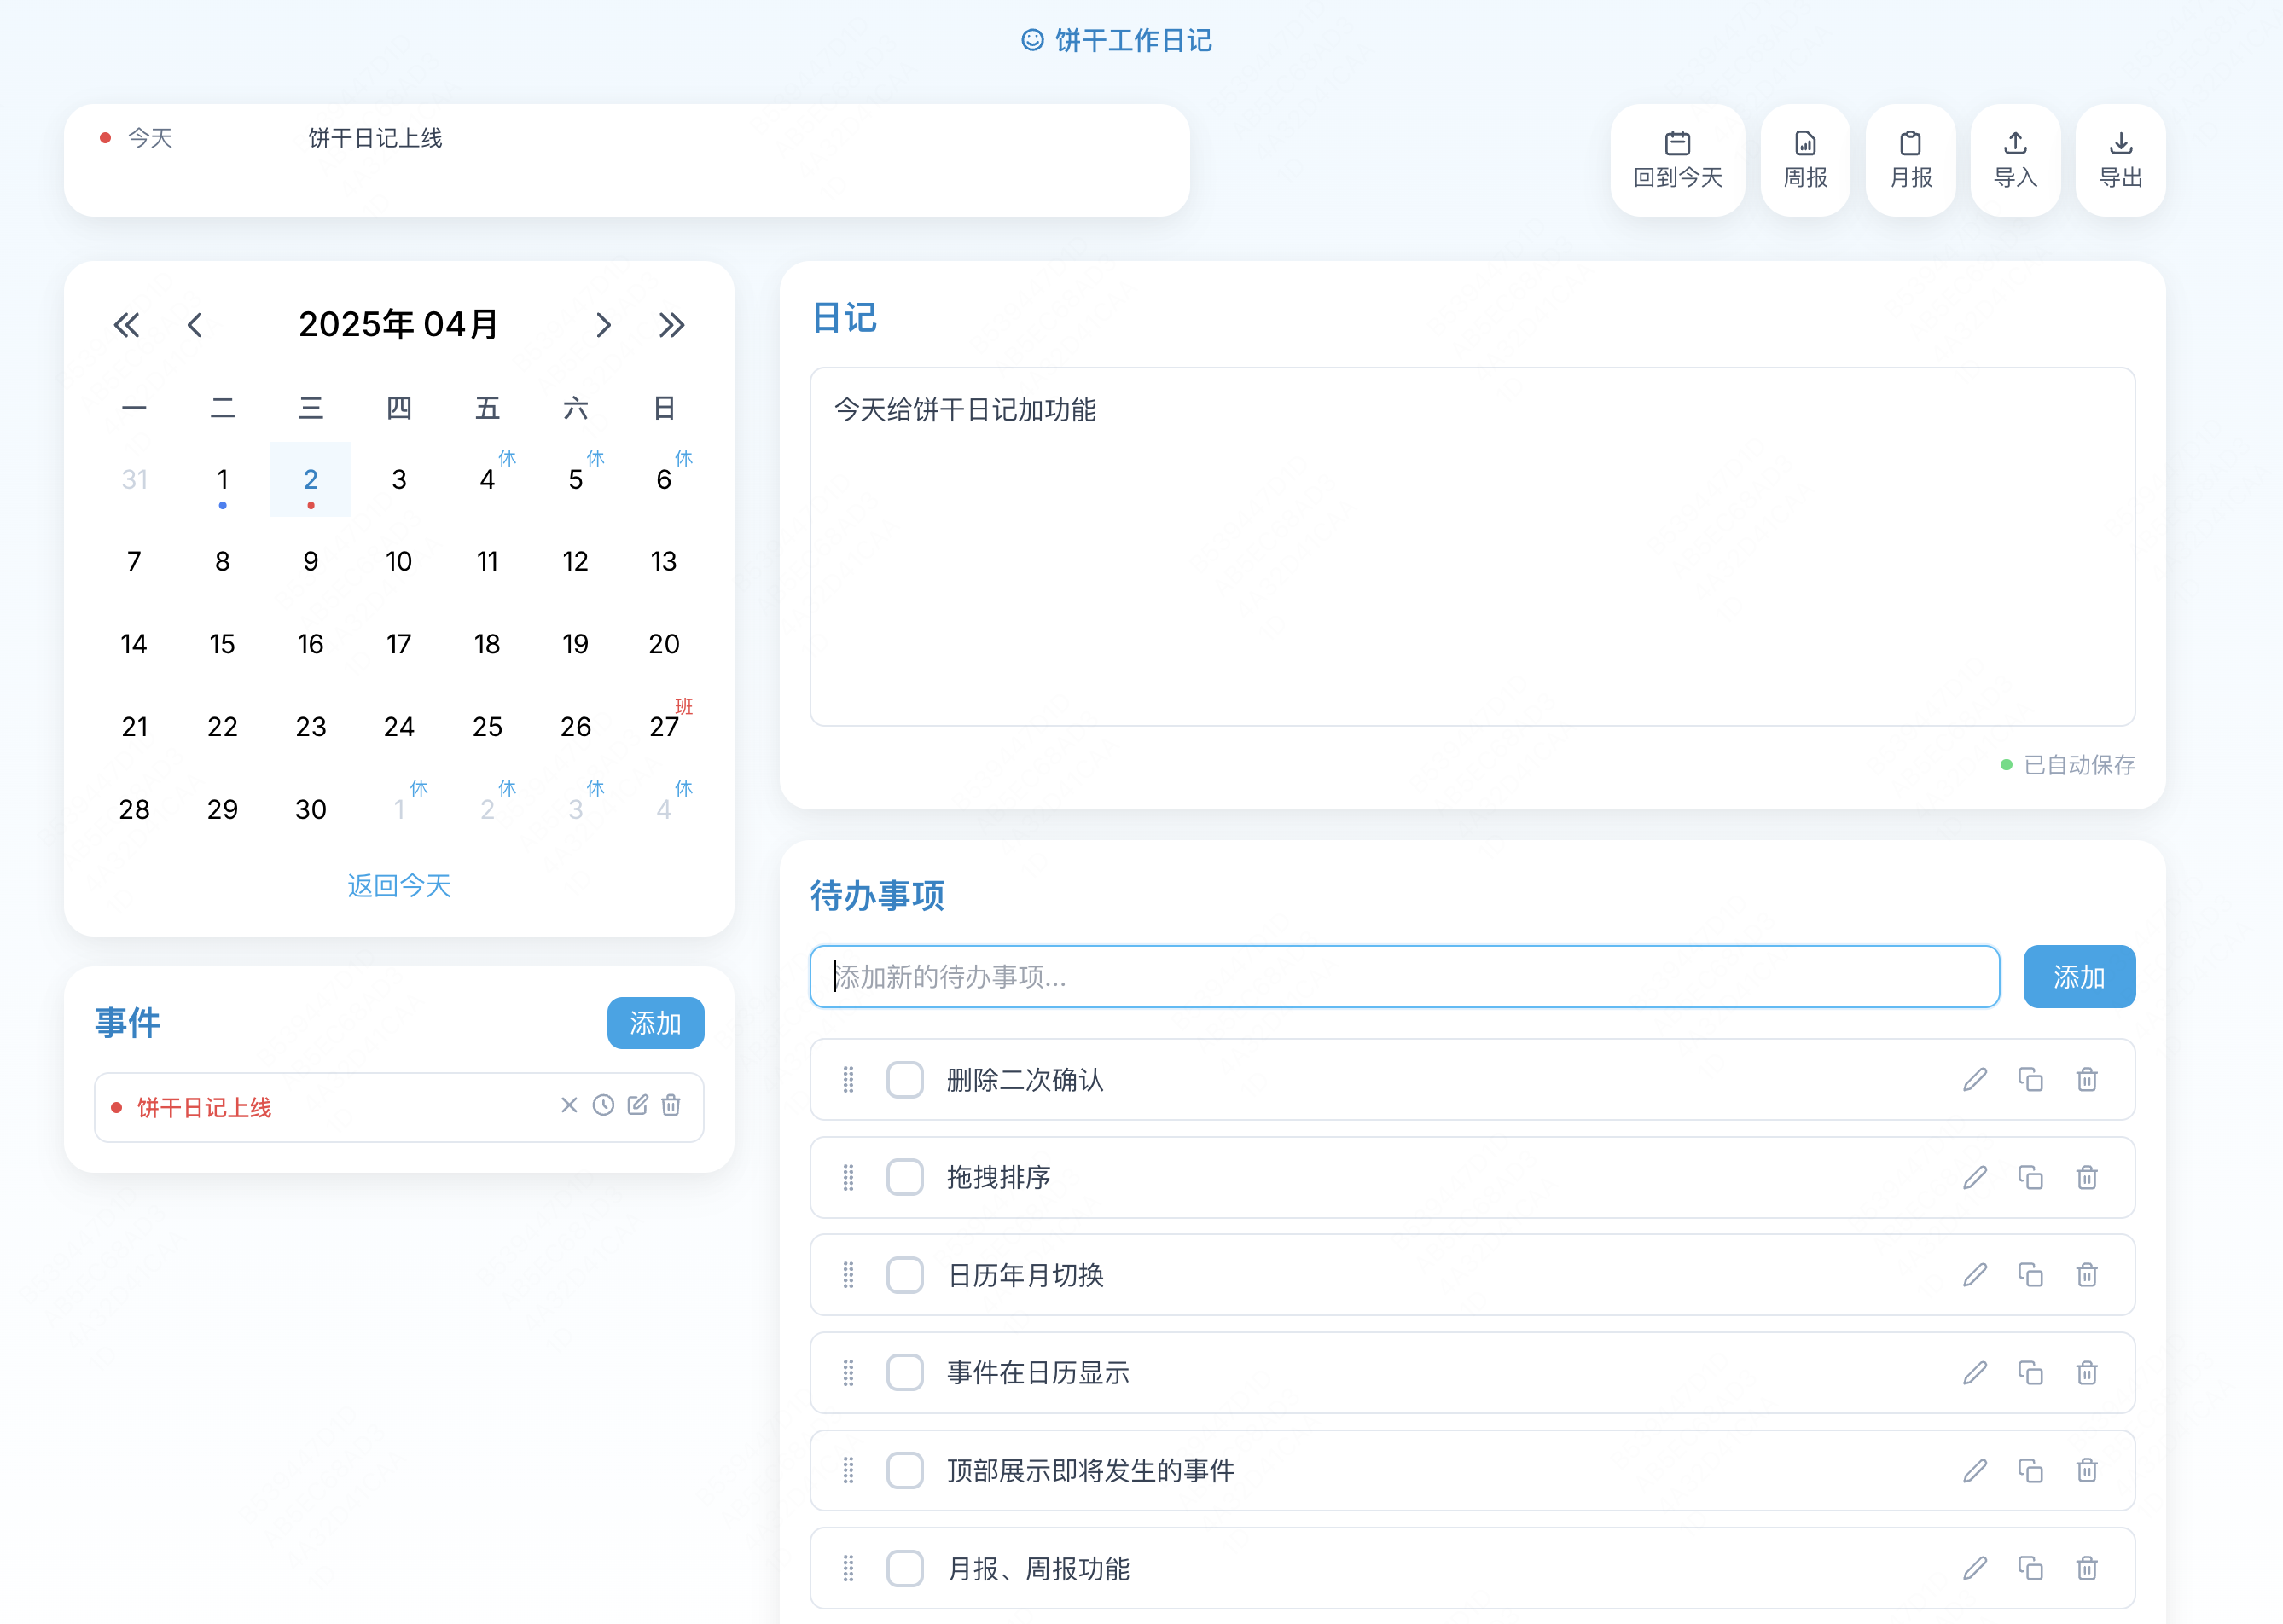 饼干工作日记
今天 饼干日记上线
回到今天 周报 月报 导入 导出
2025年 04月
一 二 三 四 五 六 日
31 1 2 3 4休 5休 6休
7 8 9 10 11 12 13
14 15 16 17 18 19 20
21 22 23 24 25 26 27班
28 29 30 1休 2休 3休 4休
返回今天
事件 添加
饼干日记上线
日记
今天给饼干日记加功能
已自动保存
待办事项
添加新的待办事项... 添加
删除二次确认
拖拽排序
日历年月切换
事件在日历显示
顶部展示即将发生的事件
月报、周报功能